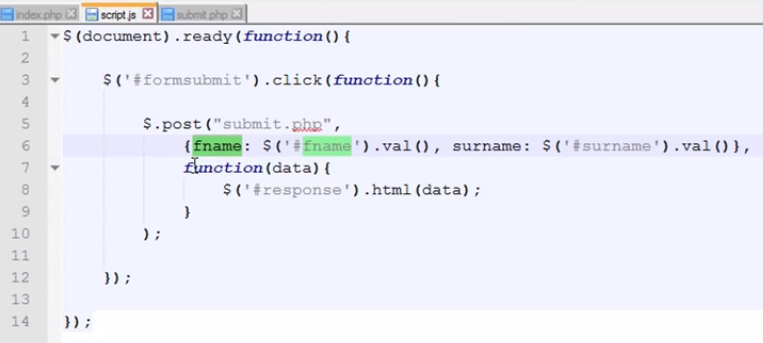 index.php script.js submit.php
1 $(document).ready(function(){
2
3 $('#formsubmit').click(function(){
4
5 $.post("submit.php",
6 {fname: $('#fname').val(), surname: $('#surname').val()},
7 function(data){
8 $('#response').html(data);
9 }
10 );
11
12 });
13
14 });